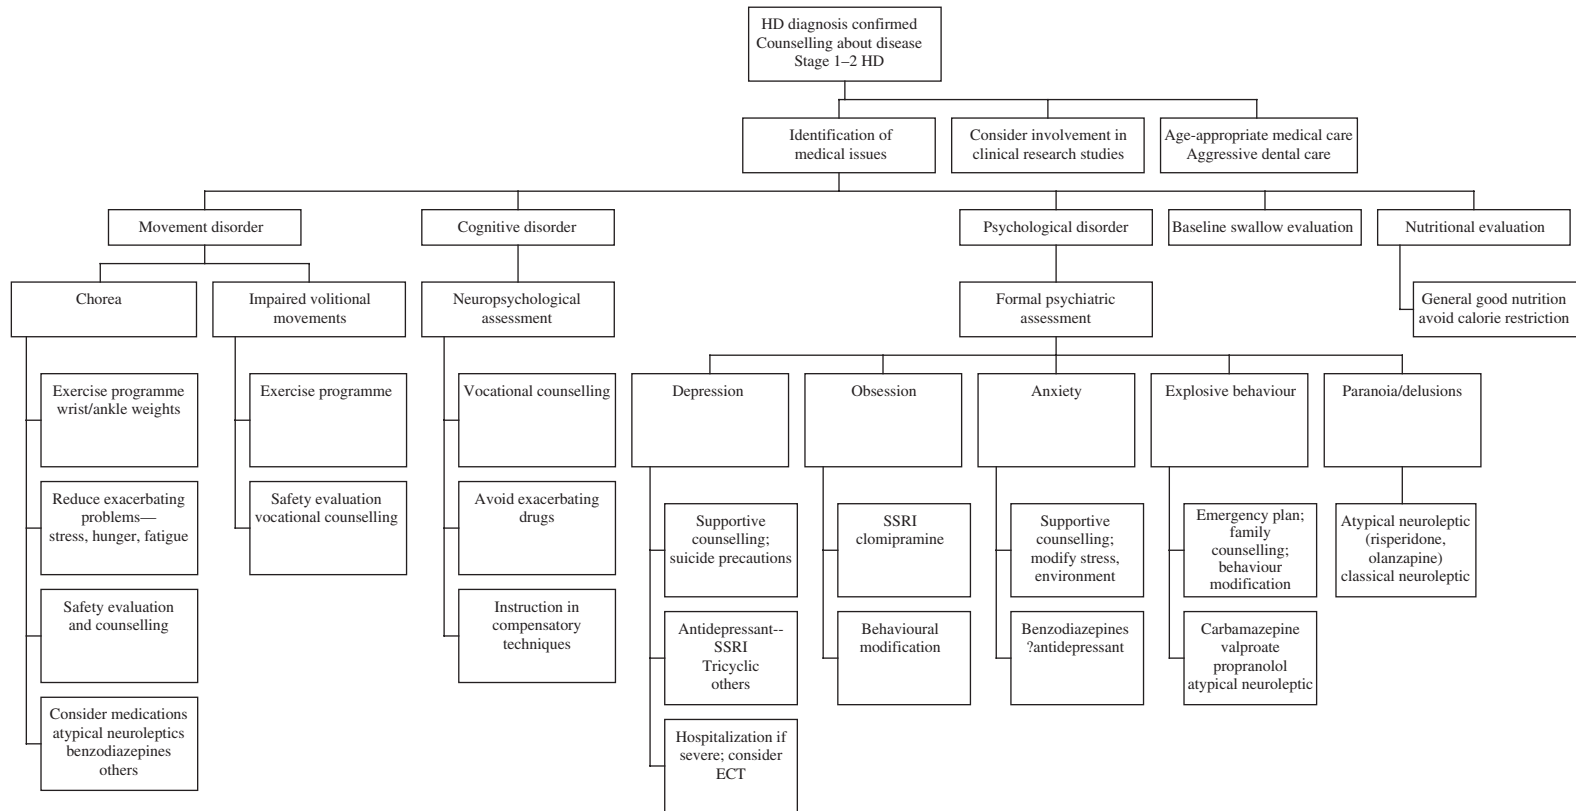 HD diagnosis confirmed
Counselling about disease
Stage 1–2 HD
Identification of
medical issues
Consider involvement in
clinical research studies
Age-appropriate medical care
Aggressive dental care
Movement disorder
Cognitive disorder
Psychological disorder
Baseline swallow evaluation
Nutritional evaluation
Chorea
Impaired volitional
movements
Neuropsychological
assessment
Formal psychiatric
assessment
General good nutrition
avoid calorie restriction
Exercise programme
wrist/ankle weights
Exercise programme
Vocational counselling
Depression
Obsession
Anxiety
Explosive behaviour
Paranoia/delusions
Reduce exacerbating
problems—
stress, hunger, fatigue
Safety evaluation
vocational counselling
Avoid exacerbating
drugs
Supportive
counselling;
suicide precautions
SSRI
clomipramine
Supportive
counselling;
modify stress,
environment
Emergency plan;
family
counselling;
behaviour
modification
Atypical neuroleptic
(risperidone,
olanzapine)
classical neuroleptic
Safety evaluation
and counselling
Instruction in
compensatory
techniques
Antidepressant--
SSRI
Tricyclic
others
Behavioural
modification
Benzodiazepines
?antidepressant
Carbamazepine
valproate
propranolol
atypical neuroleptic
Consider medications
atypical neuroleptics
benzodiazepines
others
Hospitalization if
severe; consider
ECT